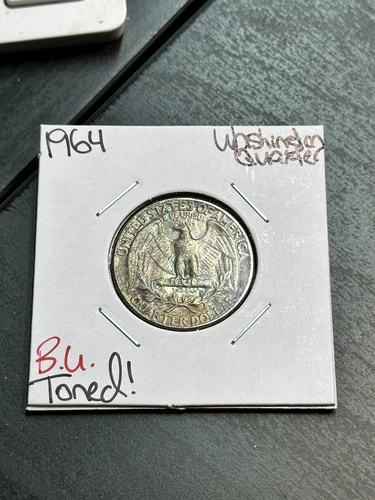 1964
Washington
Quarter
UNITED STATES OF AMERICA
QUARTER DOLLAR
B.U.
Toned!